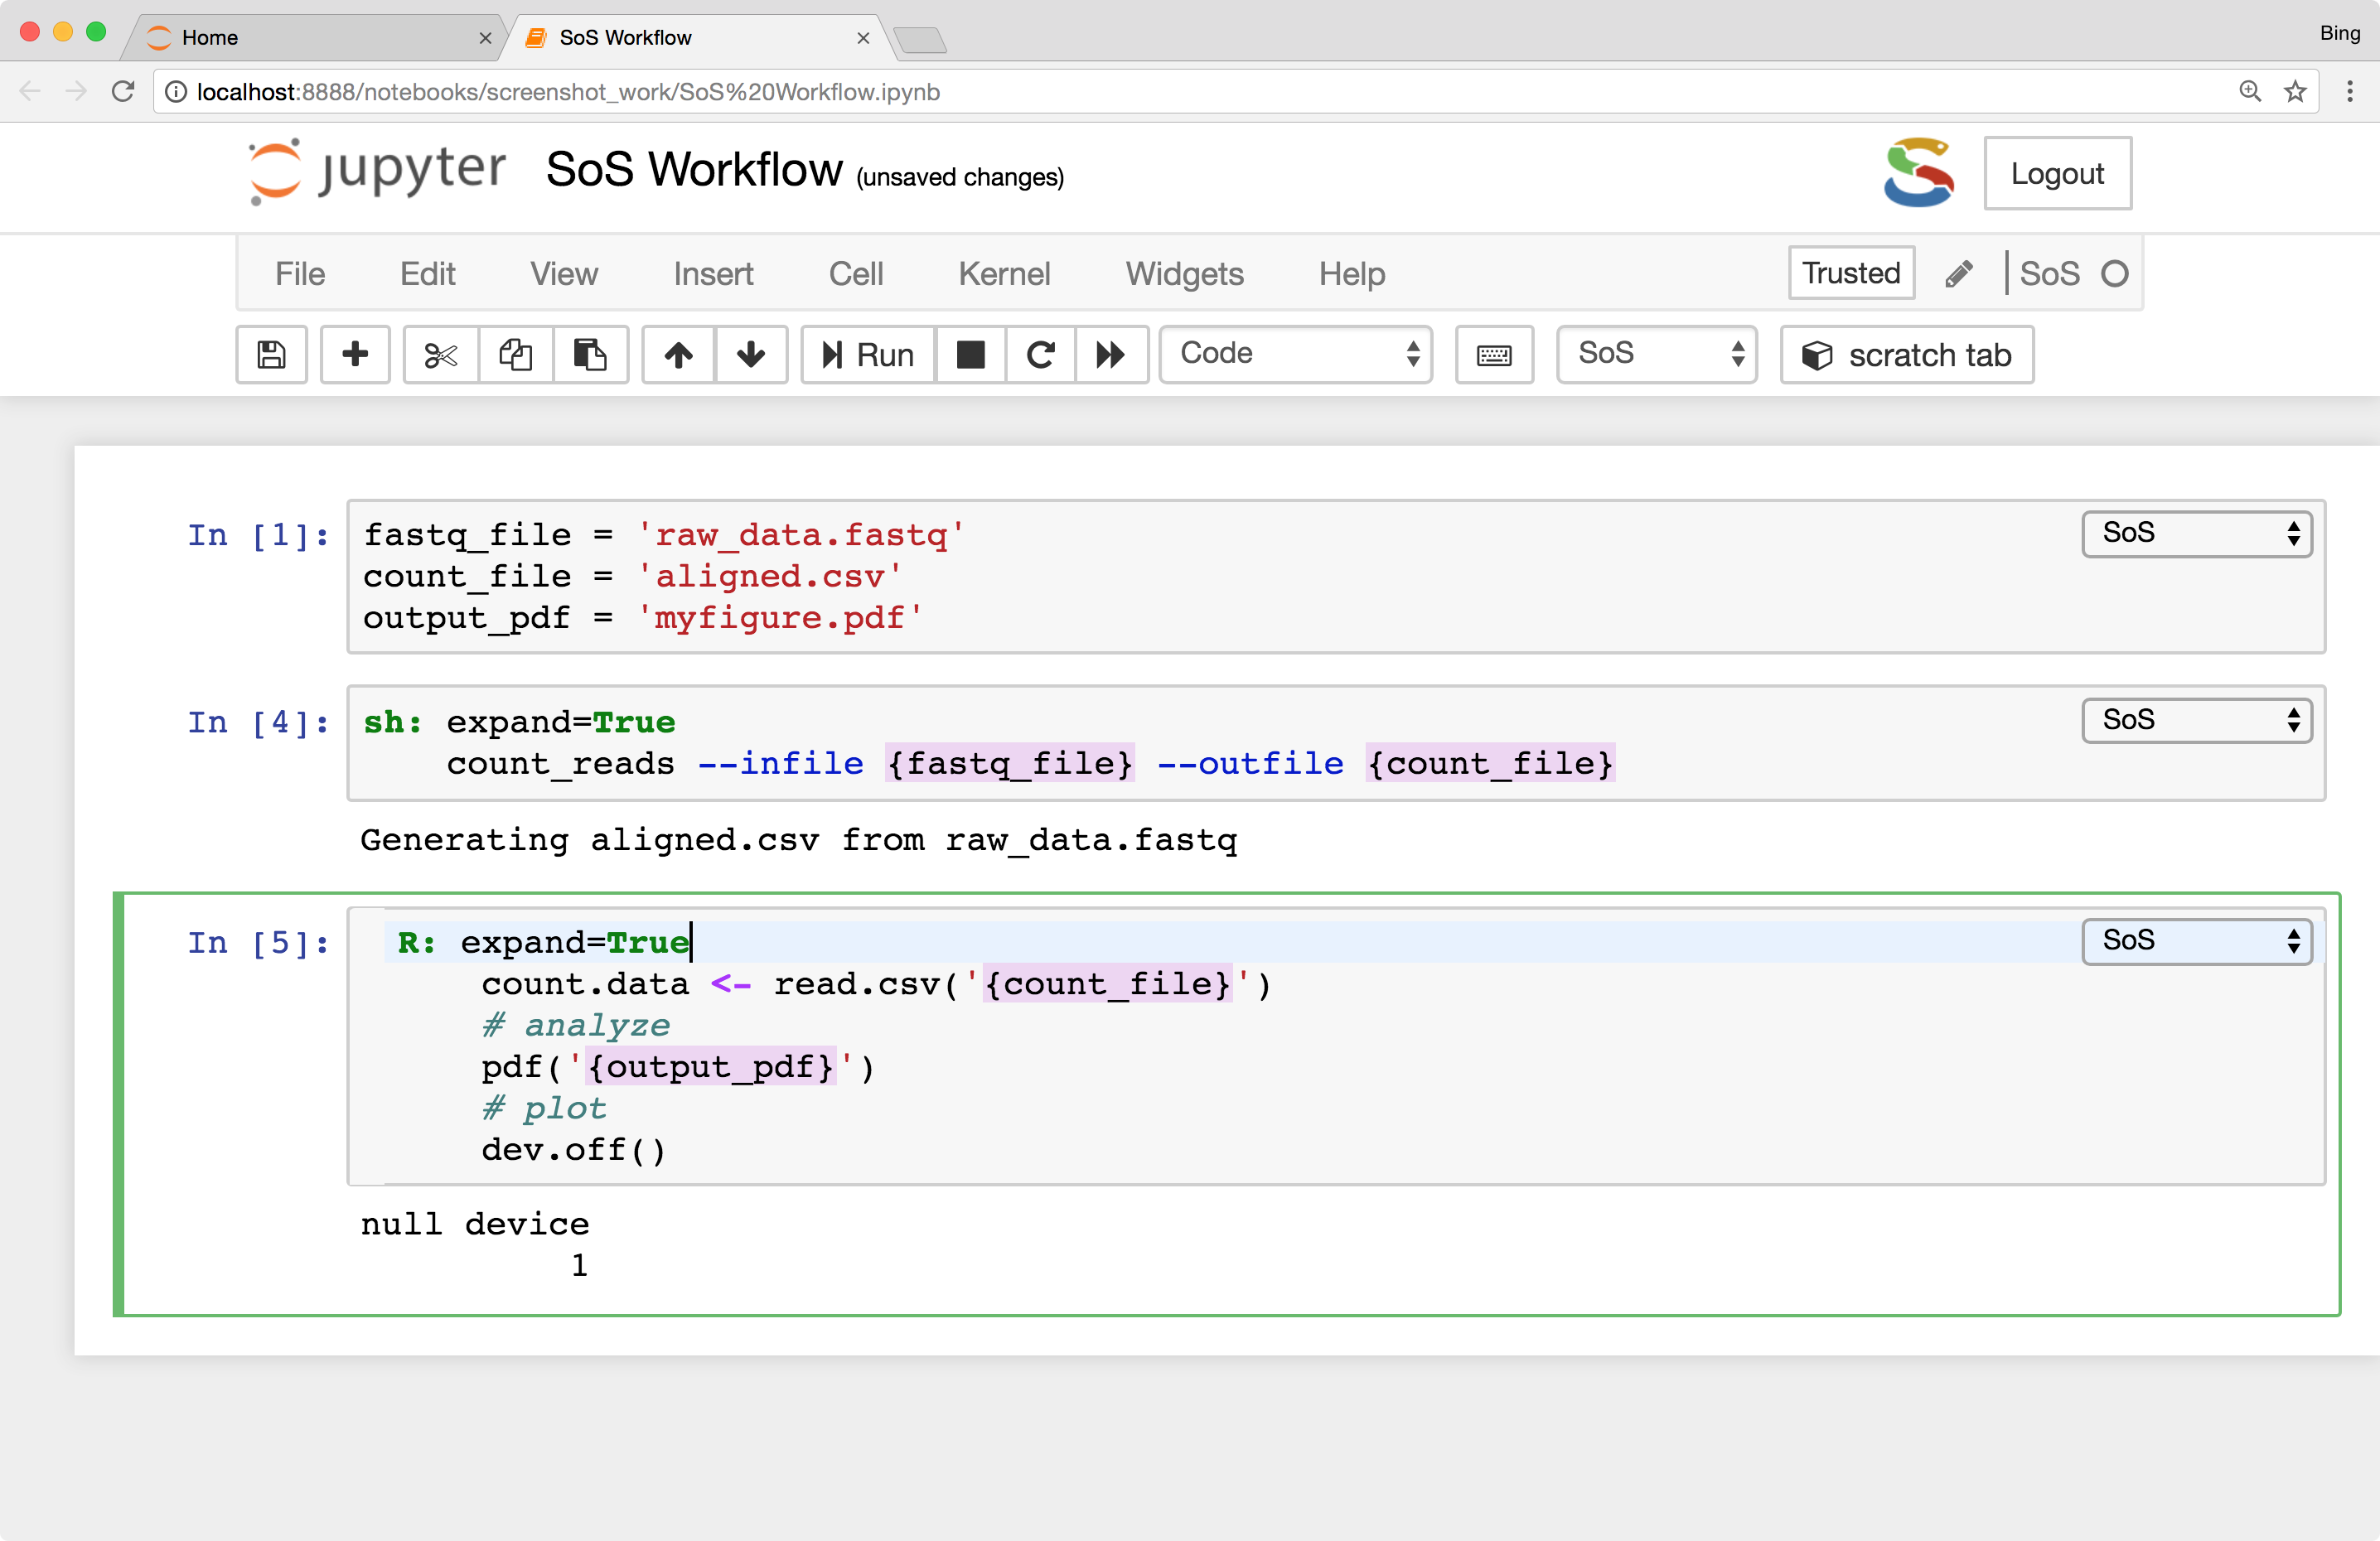 Home
SoS Workflow
Bing
localhost:8888/notebooks/screenshot_work/SoS%20Workflow.ipynb
jupyter SoS Workflow (unsaved changes)
Logout
File Edit View Insert Cell Kernel Widgets Help Trusted SoS
Run Code SoS scratch tab
In [1]: fastq_file = 'raw_data.fastq' SoS
count_file = 'aligned.csv'
output_pdf = 'myfigure.pdf'
In [4]: sh: expand=True SoS
count_reads --infile {fastq_file} --outfile {count_file}
Generating aligned.csv from raw_data.fastq
In [5]: R: expand=True SoS
count.data <- read.csv('{count_file}')
# analyze
pdf('{output_pdf}')
# plot
dev.off()
null device
1